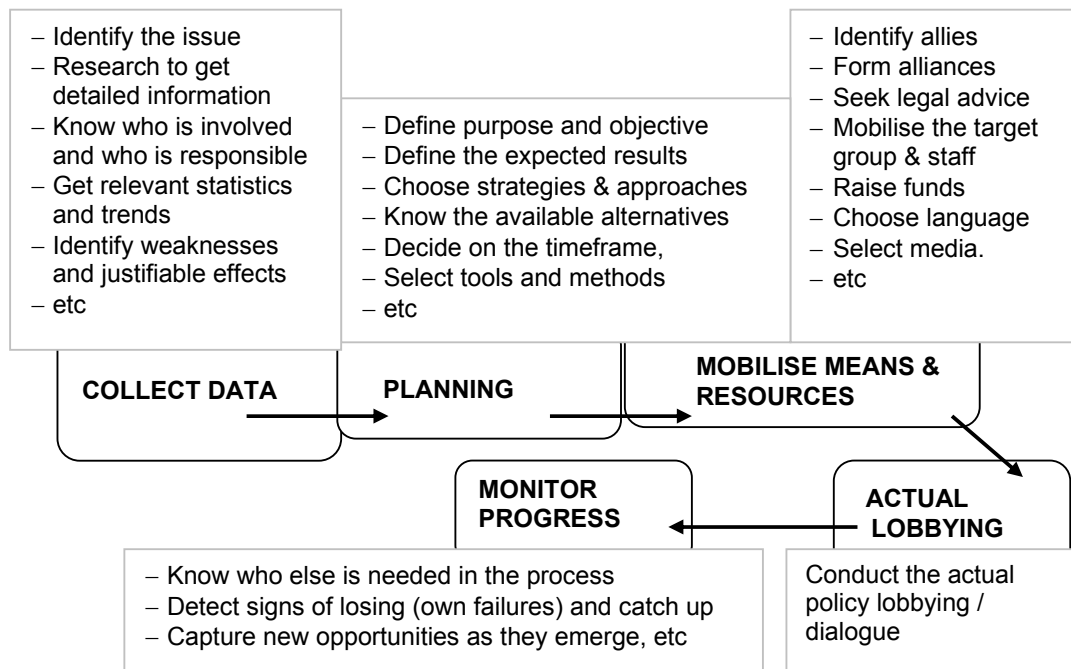 – Identify the issue
– Research to get
detailed information
– Know who is involved
and who is responsible
– Get relevant statistics
and trends
– Identify weaknesses
and justifiable effects
– etc
– Define purpose and objective
– Define the expected results
– Choose strategies & approaches
– Know the available alternatives
– Decide on the timeframe,
– Select tools and methods
– etc
– Identify allies
– Form alliances
– Seek legal advice
– Mobilise the target
group & staff
– Raise funds
– Choose language
– Select media.
– etc
COLLECT DATA
PLANNING
MOBILISE MEANS &
RESOURCES
ACTUAL
LOBBYING
Conduct the actual
policy lobbying /
dialogue
MONITOR
PROGRESS
– Know who else is needed in the process
– Detect signs of losing (own failures) and catch up
– Capture new opportunities as they emerge, etc